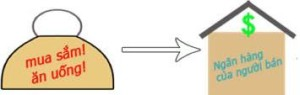 mua sắm!
ăn uống!
$
Ngân hàng
của người bán